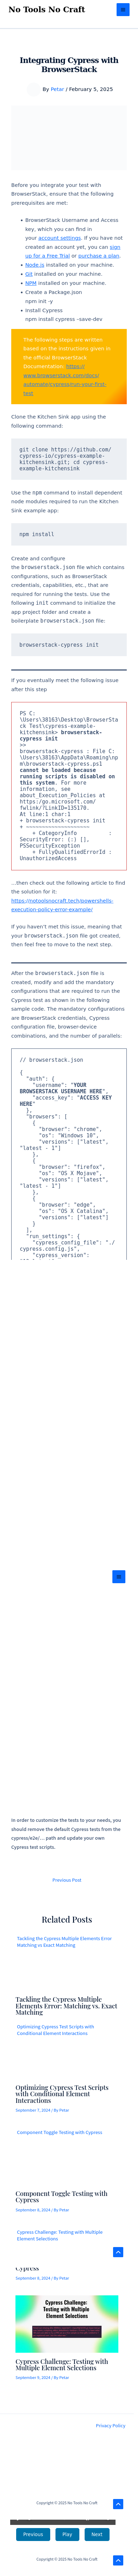 No Tools No Craft
Integrating Cypress with
BrowserStack
By Petar / February 5, 2025
Before you integrate your test suite with
BrowserStack, ensure that the following
prerequisites are met:
BrowserStack Username and Access
key, which you can find in
your account settings. If you have not
created an account yet, you can sign
up for a Free Trial or purchase a plan.
Node.js installed on your machine.
Git installed on your machine.
NPM installed on your machine.
Create a Package.json
npm init -y
Install Cypress
npm install cypress –save-dev
The following steps are written
based on the instructions given in
the official BrowserStack
Documentation: https://
www.browserstack.com/docs/
automate/cypress/run-your-first-
test
Clone the Kitchen Sink app using the
following command:
git clone https://github.com/
cypress-io/cypress-example-
kitchensink.git; cd cypress-
example-kitchensink
Use the npm command to install dependent
node modules required to run the Kitchen
Sink example app:
npm install
Create and configure
the browserstack.json file which contains
configurations, such as BrowserStack
credentials, capabilities, etc., that are
required for running the tests. Use the
following init command to initialize the
app project folder and create a
boilerplate browserstack.json file:
browserstack-cypress init
If you eventually meet the following issue
after this step
PS C:
\Users\38163\Desktop\BrowserSta
ck_Test\cypress-example-
kitchensink> browserstack-
cypress init
>>
browserstack-cypress : File C:
\Users\38163\AppData\Roaming\np
m\browserstack-cypress.ps1
cannot be loaded because
running scripts is disabled on
this system. For more
information, see
about_Execution_Policies at
https:/go.microsoft.com/
fwlink/?LinkID=135170.
At line:1 char:1
+ browserstack-cypress init
+ ~~~~~~~~~~~~~~~~~~~~
+ CategoryInfo :
SecurityError: (:) [],
PSSecurityException
+ FullyQualifiedErrorId :
UnauthorizedAccess
…then check out the following article to find
the solution for it:
https://notoolsnocraft.tech/powershells-
execution-policy-error-example/
If you haven't met this issue, meaning that
your browserstack.json file got created,
then feel free to move to the next step.
After the browserstack.json file is
created, modify and add the mandatory
configurations that are required to run the
Cypress test as shown in the following
sample code. The mandatory configurations
are BrowserStack credentials, Cypress
configuration file, browser-device
combinations, and the number of parallels:
// browserstack.json
{
"auth": {
"username": "YOUR
BROWSERSTACK USERNAME HERE",
"access_key": "ACCESS KEY
HERE"
},
"browsers": [
{
"browser": "chrome",
"os": "Windows 10",
"versions": ["latest",
"latest - 1"]
},
{
"browser": "firefox",
"os": "OS X Mojave",
"versions": ["latest",
"latest - 1"]
},
{
"browser": "edge",
"os": "OS X Catalina",
"versions": ["latest"]
}
],
"run_settings": {
"cypress_config_file": "./
cypress.config.js",
"cypress_version":
In order to customize the tests to your needs, you
should remove the default Cypress tests from the
cypress/e2e/… path and update your own
Cypress test scripts.
Previous Post
Related Posts
Tackling the Cypress Multiple Elements Error:
Matching vs Exact Matching
Tackling the Cypress Multiple
Elements Error: Matching vs. Exact
Matching
Optimizing Cypress Test Scripts with
Conditional Element Interactions
Optimizing Cypress Test Scripts
with Conditional Element
Interactions
September 7, 2024 / By Petar
Component Toggle Testing with Cypress
Component Toggle Testing with
Cypress
September 6, 2024 / By Petar
Cypress Challenge: Testing with Multiple
Element Selections
Cypress
September 6, 2024 / By Petar
Cypress Challenge:
Testing with Multiple
Element Selections
Cypress Challenge: Testing with
Multiple Element Selections
September 5, 2024 / By Petar
Privacy Policy
Copyright © 2025 No Tools No Craft
Previous Play Next
Copyright © 2025 No Tools No Craft